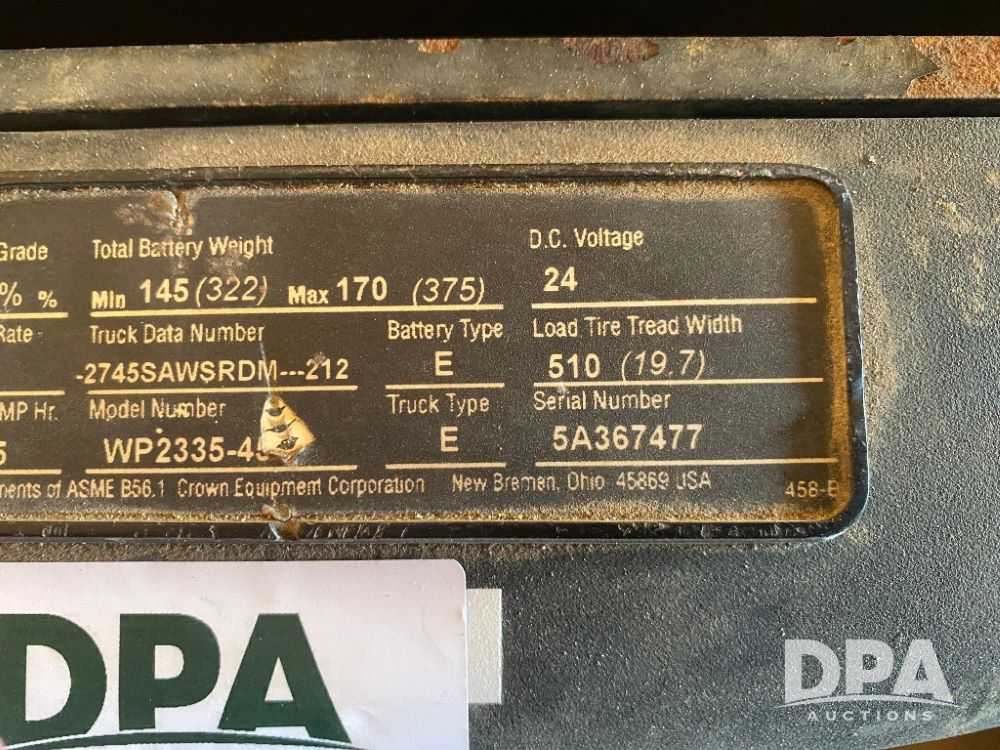 Grade Total Battery Weight D.C. Voltage
% % Min 145 (322) Max 170 (375) 24
Rate Truck Data Number Battery Type Load Tire Tread Width
-2745SAWSRDM---212 E 510 (19.7)
MP Hr. Model Number Truck Type Serial Number
5 WP2335-45 E 5A367477
ments of ASME B56.1 Crown Equipment Corporation New Bremen, Ohio 45869 USA 458-E
DPA
DPA
AUCTIONS